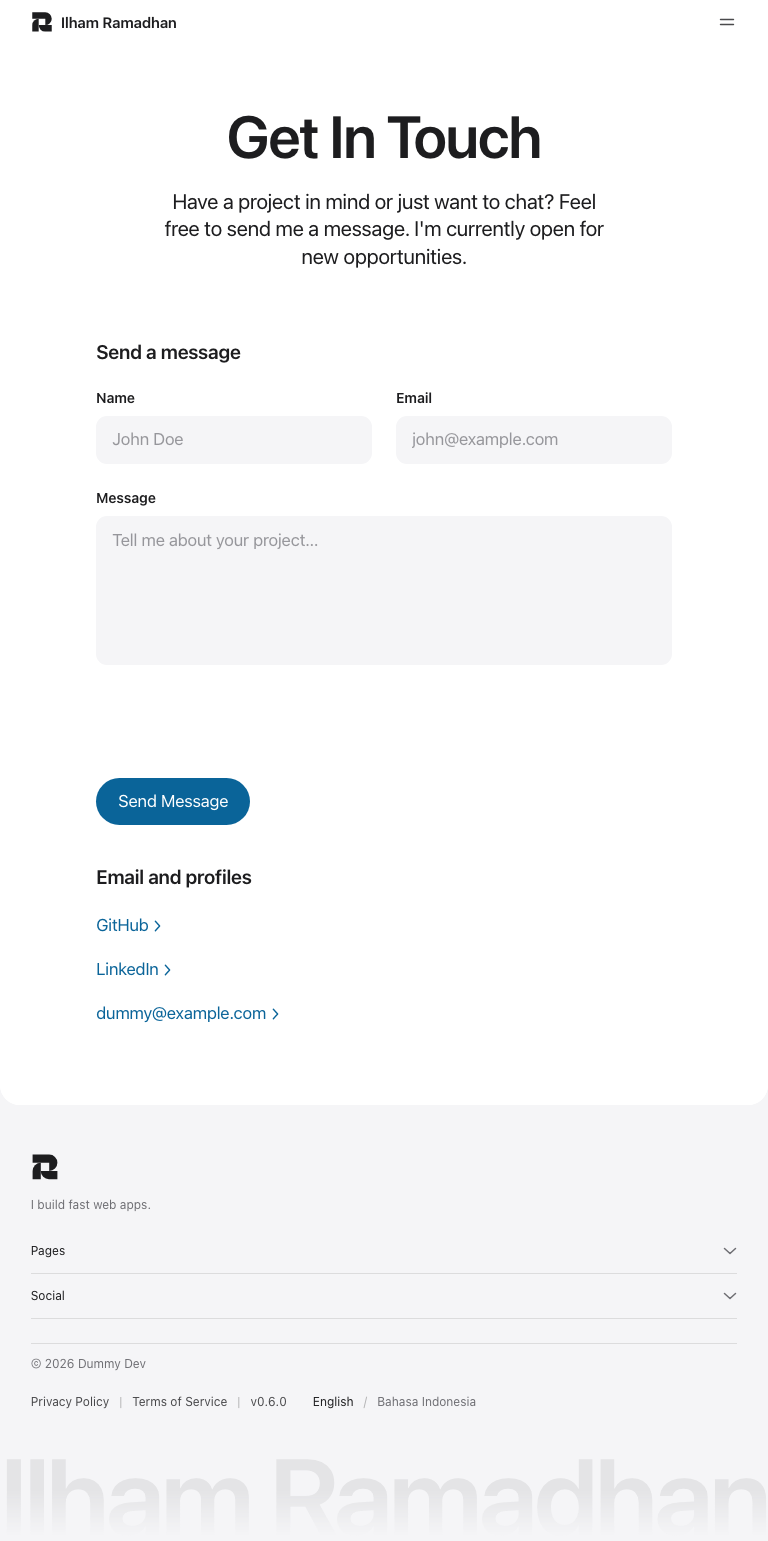 Ilham Ramadhan
Get In Touch
Have a project in mind or just want to chat? Feel
free to send me a message. I'm currently open for
new opportunities.
Send a message
Name
Email
John Doe
john@example.com
Message
Tell me about your project...
Send Message
Email and profiles
GitHub
LinkedIn
dummy@example.com
I build fast web apps.
Pages
Social
© 2026 Dummy Dev
Privacy Policy | Terms of Service | v0.6.0 English / Bahasa Indonesia
Ilham Ramadhan